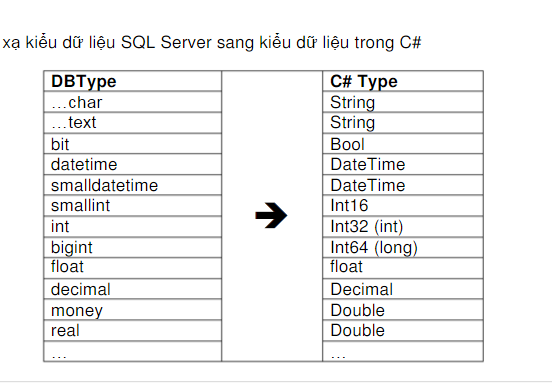 xạ kiểu dữ liệu SQL Server sang kiểu dữ liệu trong C#
DBType → C# Type
…char String
…text String
bit Bool
datetime DateTime
smalldatetime DateTime
smallint Int16
int Int32 (int)
bigint Int64 (long)
float float
decimal Decimal
money Double
real Double
… …